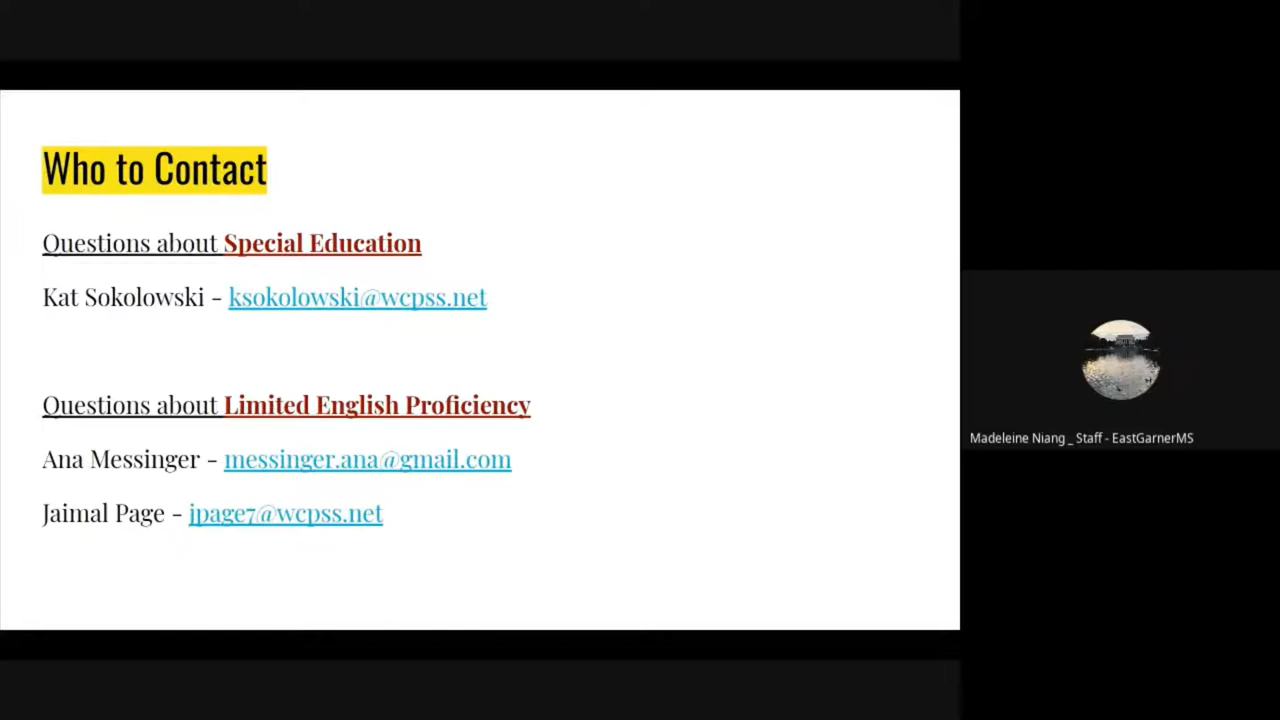 Who to Contact
Questions about Special Education
Kat Sokolowski - ksokolowski@wcpss.net
Questions about Limited English Proficiency
Ana Messinger - messinger.ana@gmail.com
Jaimal Page - jpage7@wcpss.net
Madeleine Niang _ Staff - EastGarnerMS